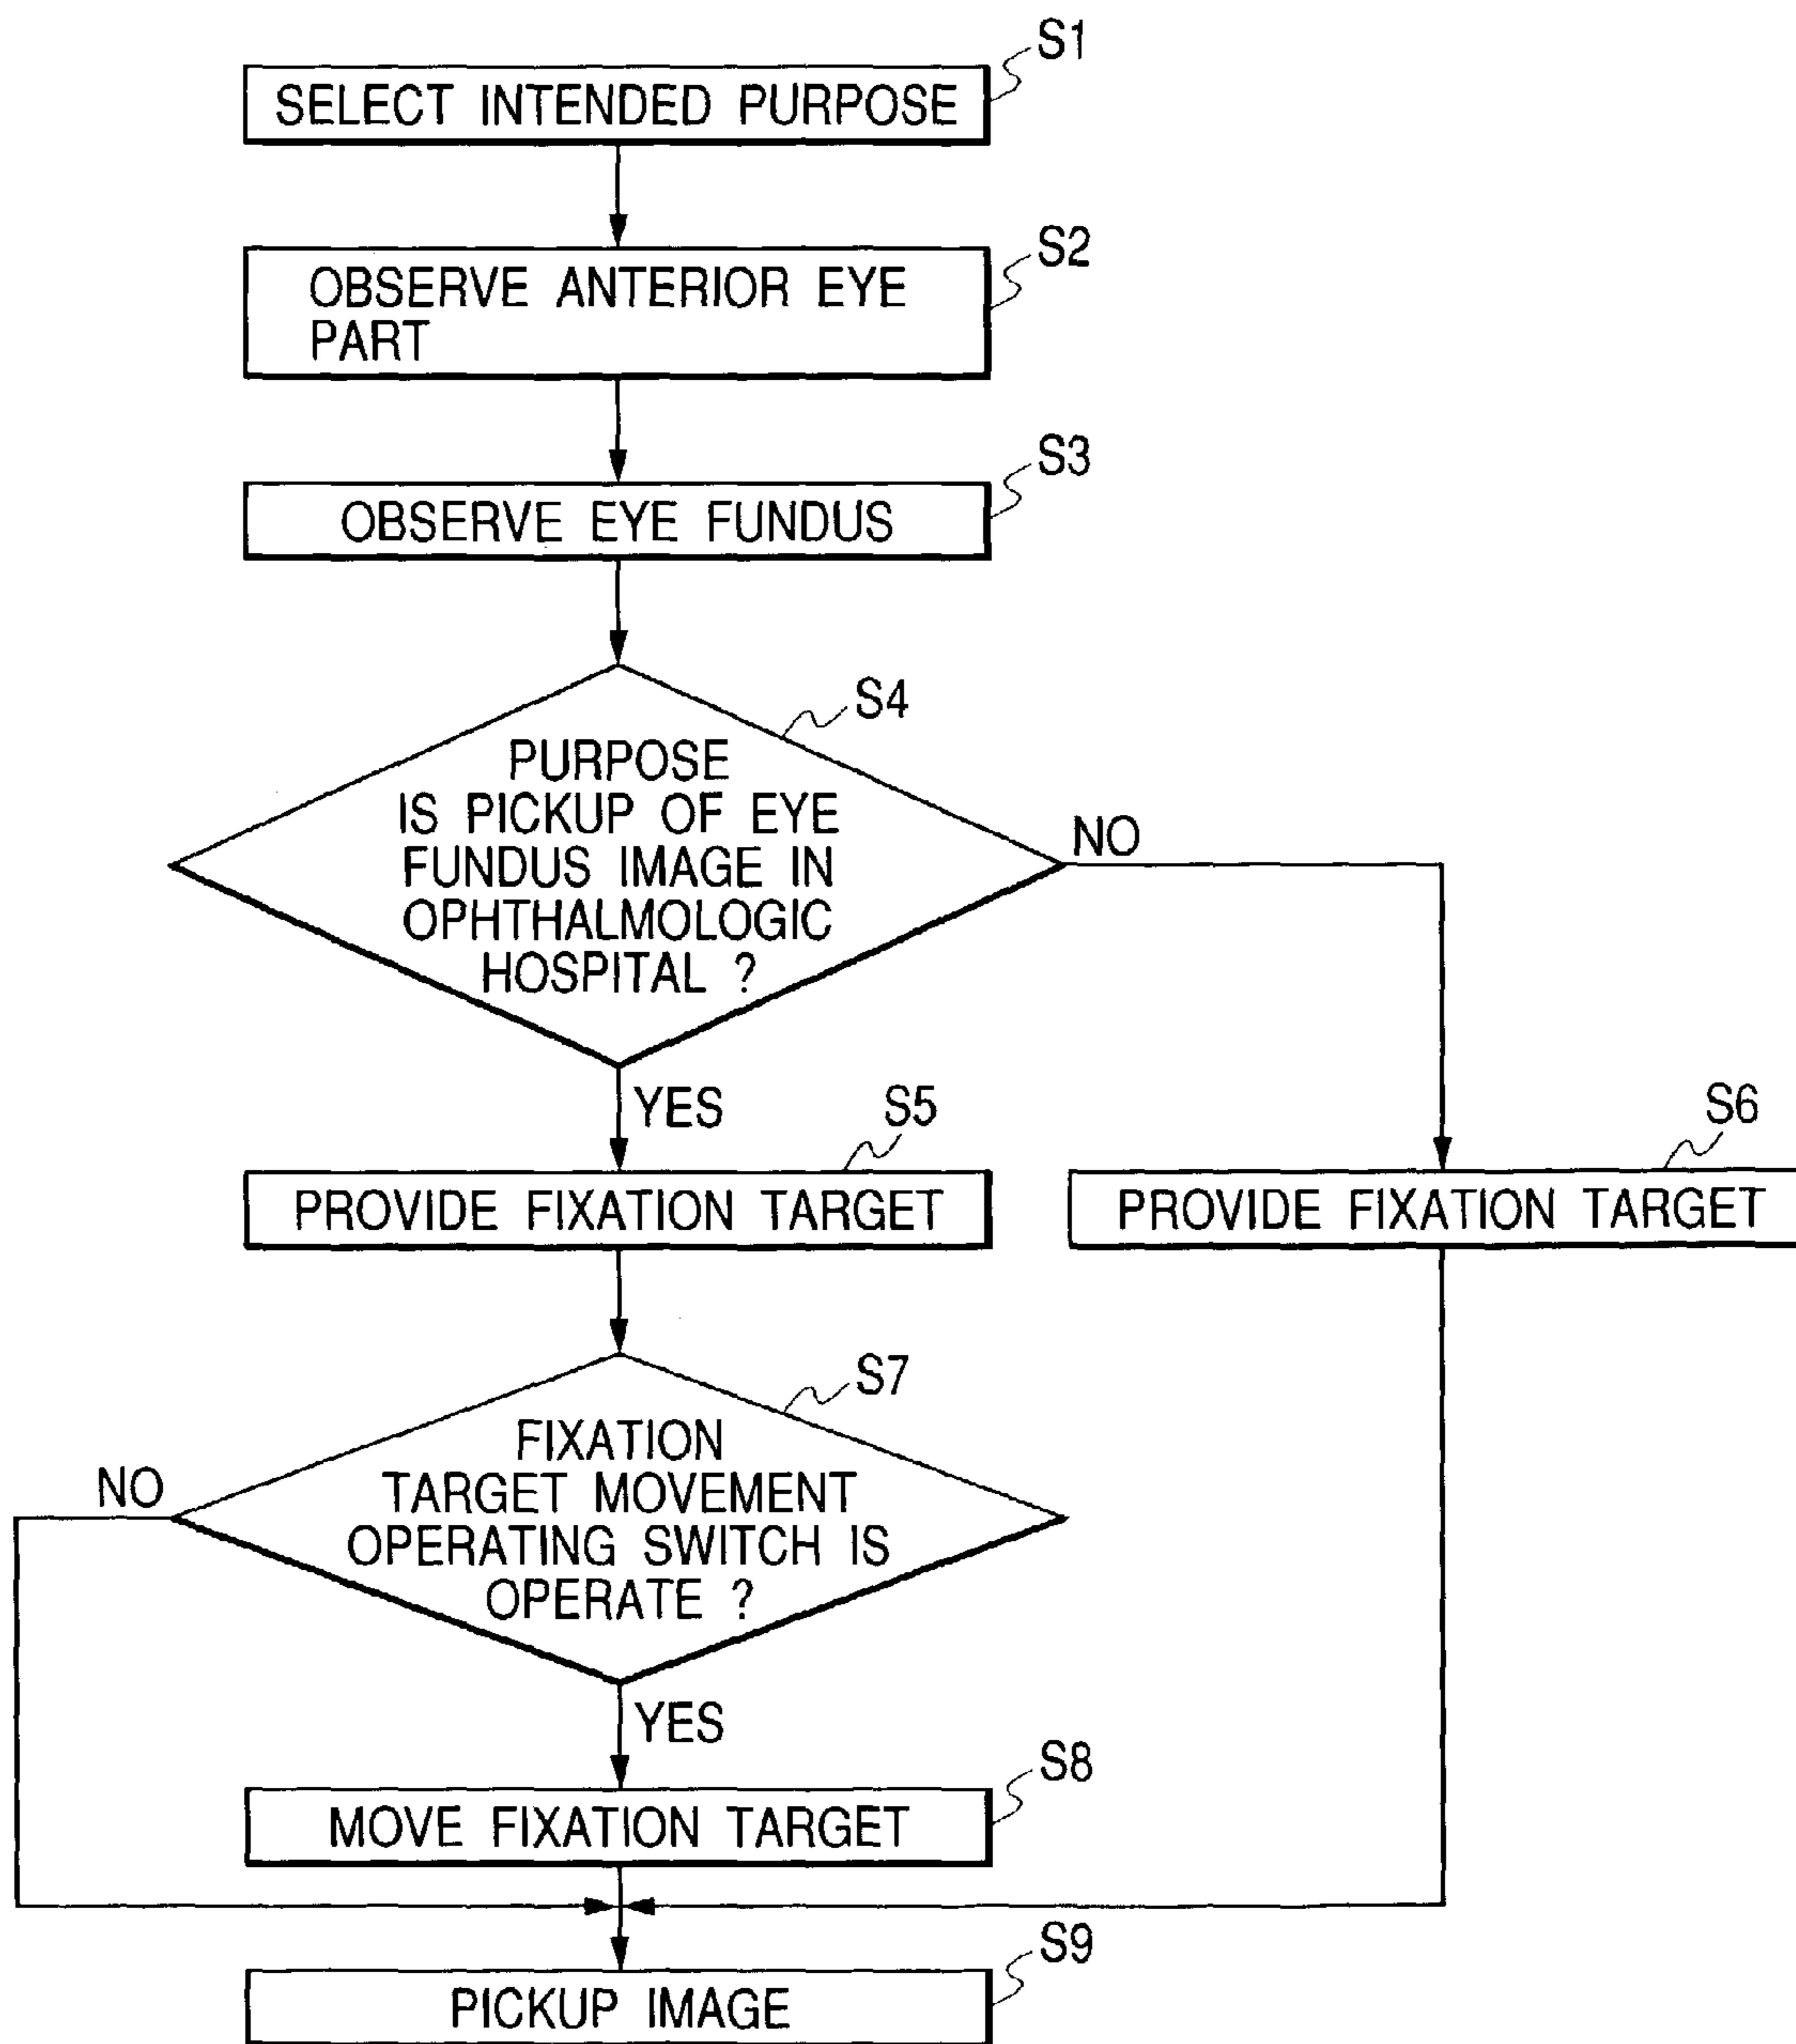 S1
SELECT INTENDED PURPOSE
S2
OBSERVE ANTERIOR EYE
PART
S3
OBSERVE EYE FUNDUS
S4
PURPOSE
IS PICKUP OF EYE
FUNDUS IMAGE IN
OPHTHALMOLOGIC
HOSPITAL ?
NO
YES
S5
PROVIDE FIXATION TARGET
S6
PROVIDE FIXATION TARGET
S7
FIXATION
TARGET MOVEMENT
OPERATING SWITCH IS
OPERATE ?
NO
YES
S8
MOVE FIXATION TARGET
S9
PICKUP IMAGE